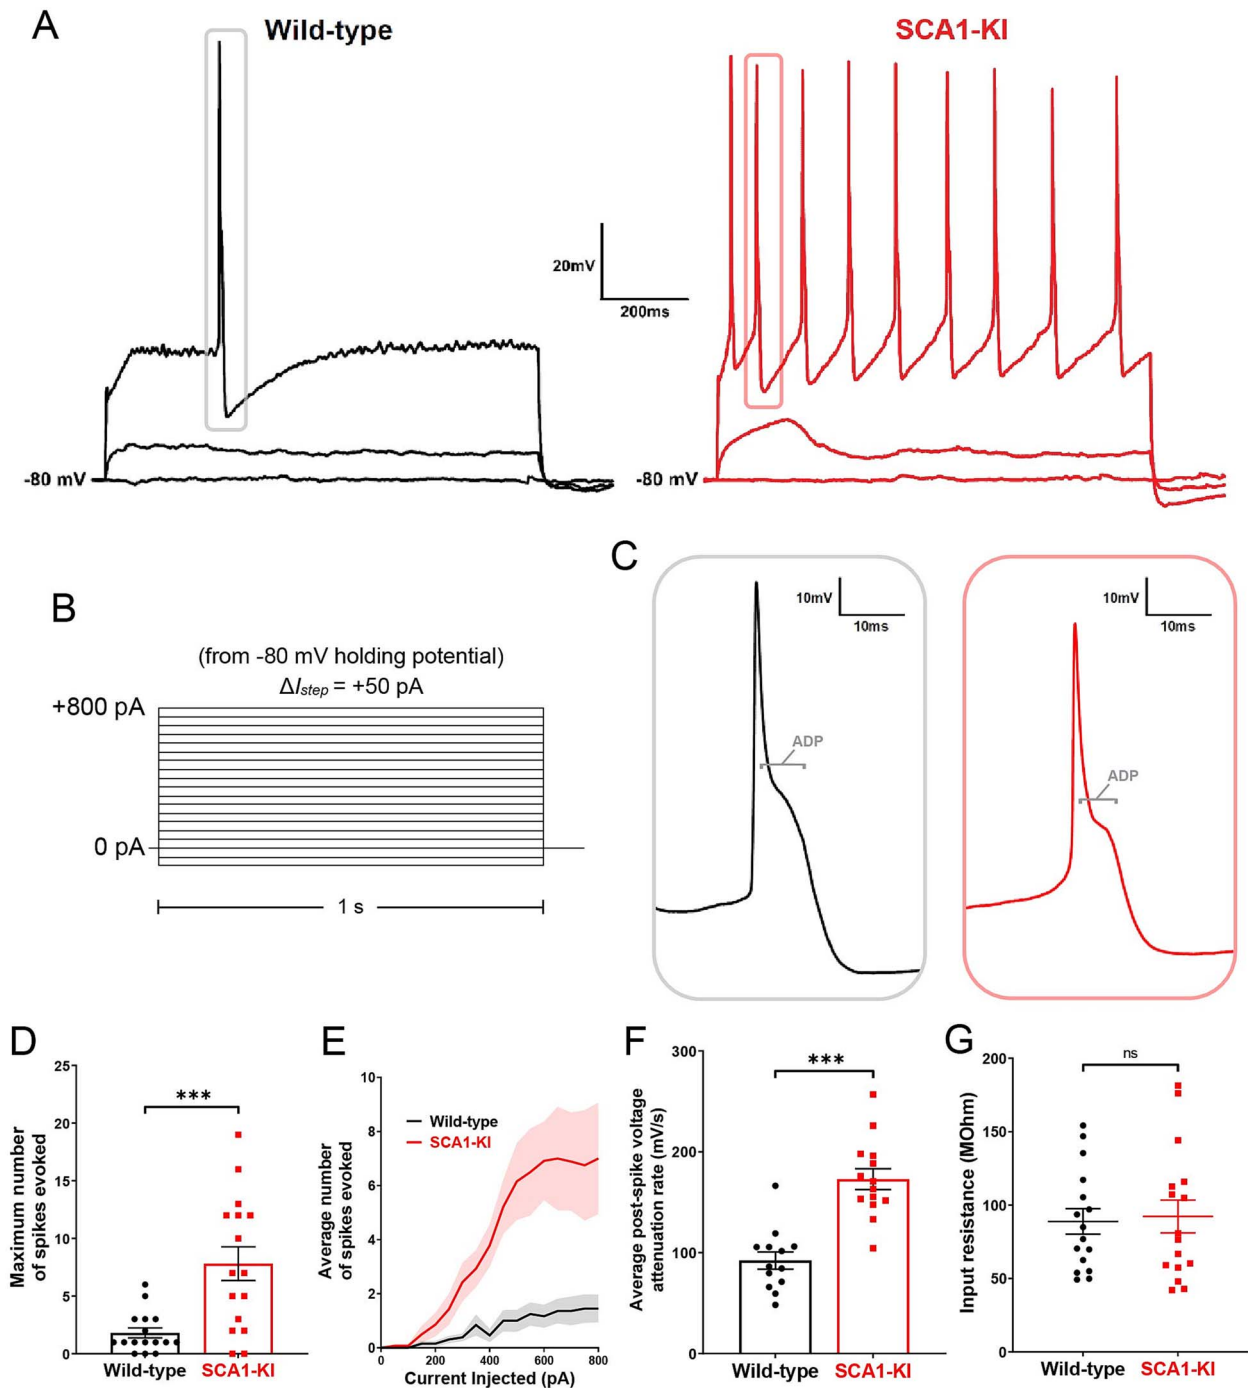 A
Wild-type
SCA1-KI
20mV
200ms
-80 mV
-80 mV
B
(from -80 mV holding potential)
ΔIstep = +50 pA
+800 pA
0 pA
1 s
C
10mV
10ms
ADP
10mV
10ms
ADP
D
Maximum number
of spikes evoked
25
20
15
10
5
0
***
Wild-type
SCA1-KI
E
Average number
of spikes evoked
10
8
6
4
2
0
Wild-type
SCA1-KI
0
200
400
600
800
Current Injected (pA)
F
Average post-spike voltage
attenuation rate (mV/s)
300
200
100
0
***
Wild-type
SCA1-KI
G
Input resistance (MOhm)
200
150
100
50
0
ns
Wild-type
SCA1-KI